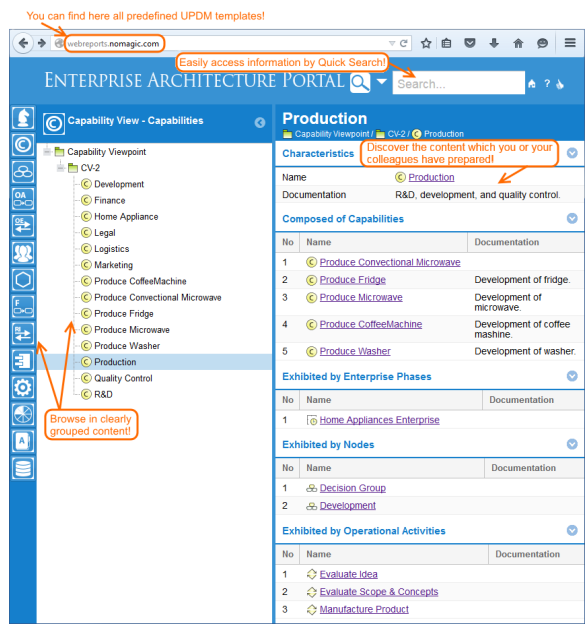 You can find here all predefined UPDM templates!
webreports.nomagic.com
Easily access information by Quick Search!
ENTERPRISE ARCHITECTURE PORTAL
Search...
Capability View - Capabilities
Capability Viewpoint
CV-2
Development
Finance
Home Appliance
Legal
Logistics
Marketing
Produce CoffeeMachine
Produce Convectional Microwave
Produce Fridge
Produce Microwave
Produce Washer
Production
Quality Control
R&D
Browse in clearly
grouped content!
OA
OE
F
A
Production
Capability Viewpoint / CV-2 / Production
Discover the content which you or your
colleagues have prepared!
Characteristics
Name Production
Documentation R&D, development, and quality control.
Composed of Capabilities
No Name Documentation
1 Produce Convectional Microwave
2 Produce Fridge Development of fridge.
3 Produce Microwave Development of
microwave.
4 Produce CoffeeMachine Development of coffee
mashine.
5 Produce Washer Development of washer.
Exhibited by Enterprise Phases
No Name Documentation
1 Home Appliances Enterprise
Exhibited by Nodes
No Name Documentation
1 Decision Group
2 Development
Exhibited by Operational Activities
No Name Documentation
1 Evaluate Idea
2 Evaluate Scope & Concepts
3 Manufacture Product